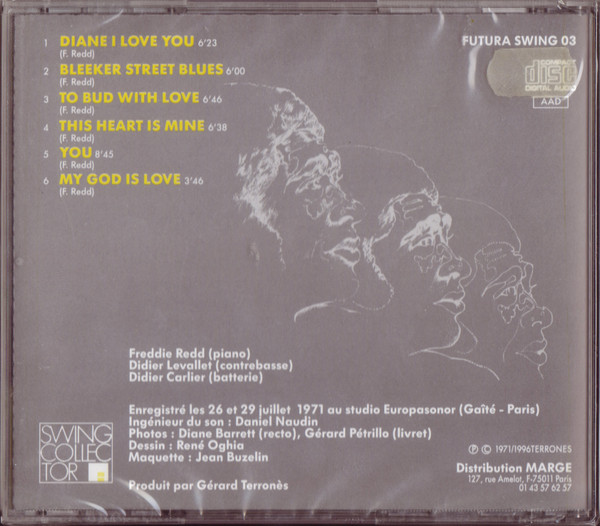 1 DIANE I LOVE YOU 6'23
(F. Redd)
2 BLEEKER STREET BLUES 6'00
(F. Redd)
3 TO BUD WITH LOVE 6'46
(F. Redd)
4 THIS HEART IS MINE 6'38
(F. Redd)
5 YOU 8'45
(F. Redd)
6 MY GOD IS LOVE 3'46
(F. Redd)
FUTURA SWING 03
COMPACT
disc
DIGITAL AUDIO
AAD
Freddie Redd (piano)
Didier Levallet (contrebasse)
Didier Carlier (batterie)
Enregistré les 26 et 29 juillet 1971 au studio Europasonor (Gaîté - Paris)
Ingénieur du son : Daniel Naudin
Photos : Diane Barrett (recto), Gérard Pétrillo (livret)
Dessin : René Oghia
Maquette : Jean Buzelin
Produit par Gérard Terronès
SWING
COLLEC
TOR
Ⓟ © 1971/1996TERRONES
Distribution MARGE
127, rue Amelot, F-75011 Paris
01 43 57 62 57